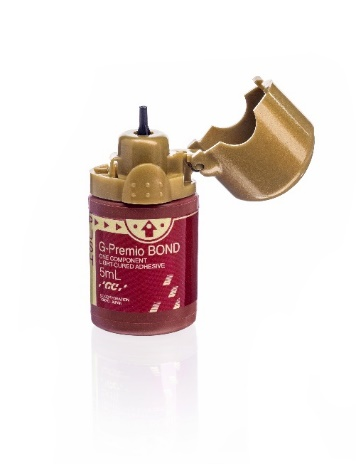 G-Premio BOND
ONE COMPONENT
LIGHT-CURED ADHESIVE
5mL
'GC'